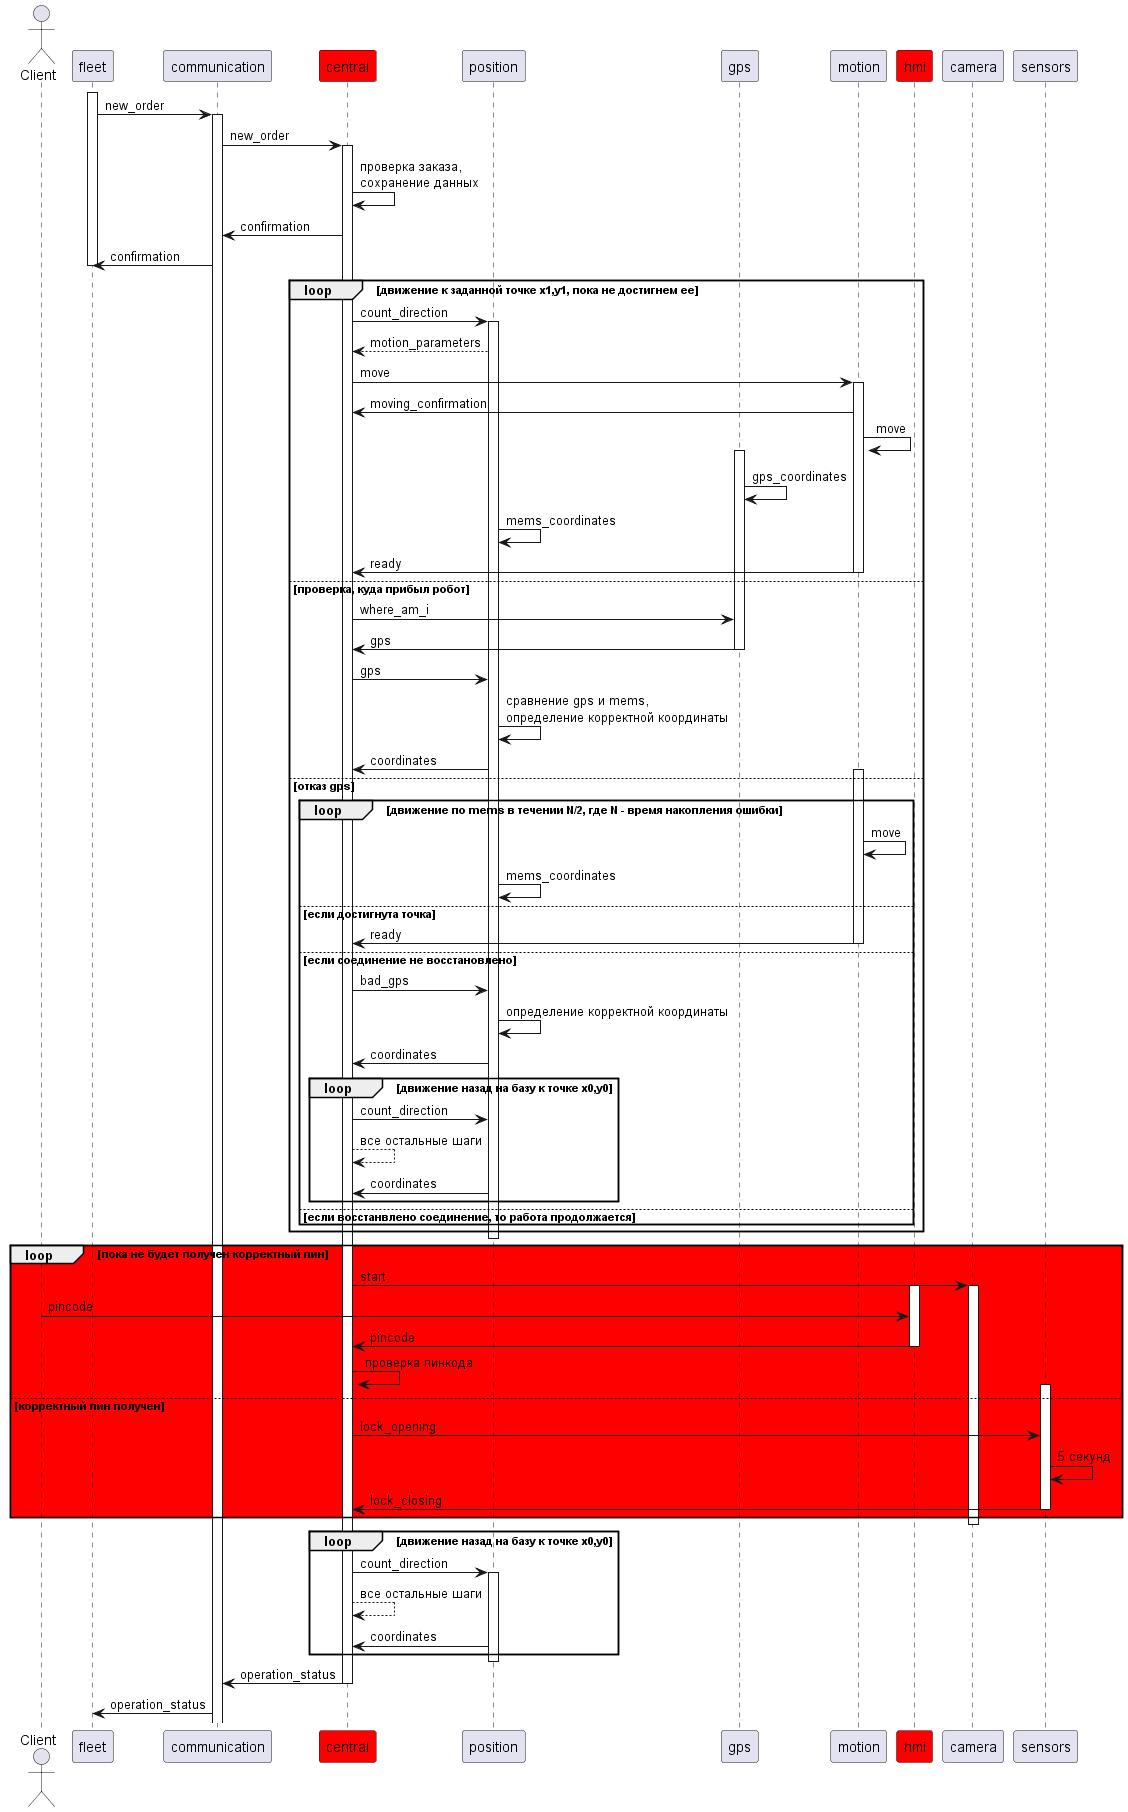 Client
fleet
communication
central
position
gps
motion
hmi
camera
sensors
new_order
new_order
проверка заказа,
сохранение данных
confirmation
confirmation
loop
[движение к заданной точке x1,y1, пока не достигнем ее]
count_direction
motion_parameters
move
moving_confirmation
move
gps_coordinates
mems_coordinates
ready
[проверка, куда прибыл робот]
where_am_i
gps
gps
сравнение gps и mems,
определение корректной координаты
coordinates
[отказ gps]
loop
[движение по mems в течении N/2, где N - время накопления ошибки]
move
mems_coordinates
[если достигнута точка]
ready
[если соединение не восстановлено]
bad_gps
определение корректной координаты
coordinates
loop
[движение назад на базу к точке x0,y0]
count_direction
все остальные шаги
coordinates
[если восставнлено соединение, то работа продолжается]
loop
[пока не будет получен корректный пин]
start
pincode
pincode
проверка пинкода
[корректный пин получен]
lock_opening
5 секунд
lock_closing
loop
[движение назад на базу к точке x0,y0]
count_direction
все остальные шаги
coordinates
operation_status
operation_status
Client
fleet
communication
central
position
gps
motion
hmi
camera
sensors